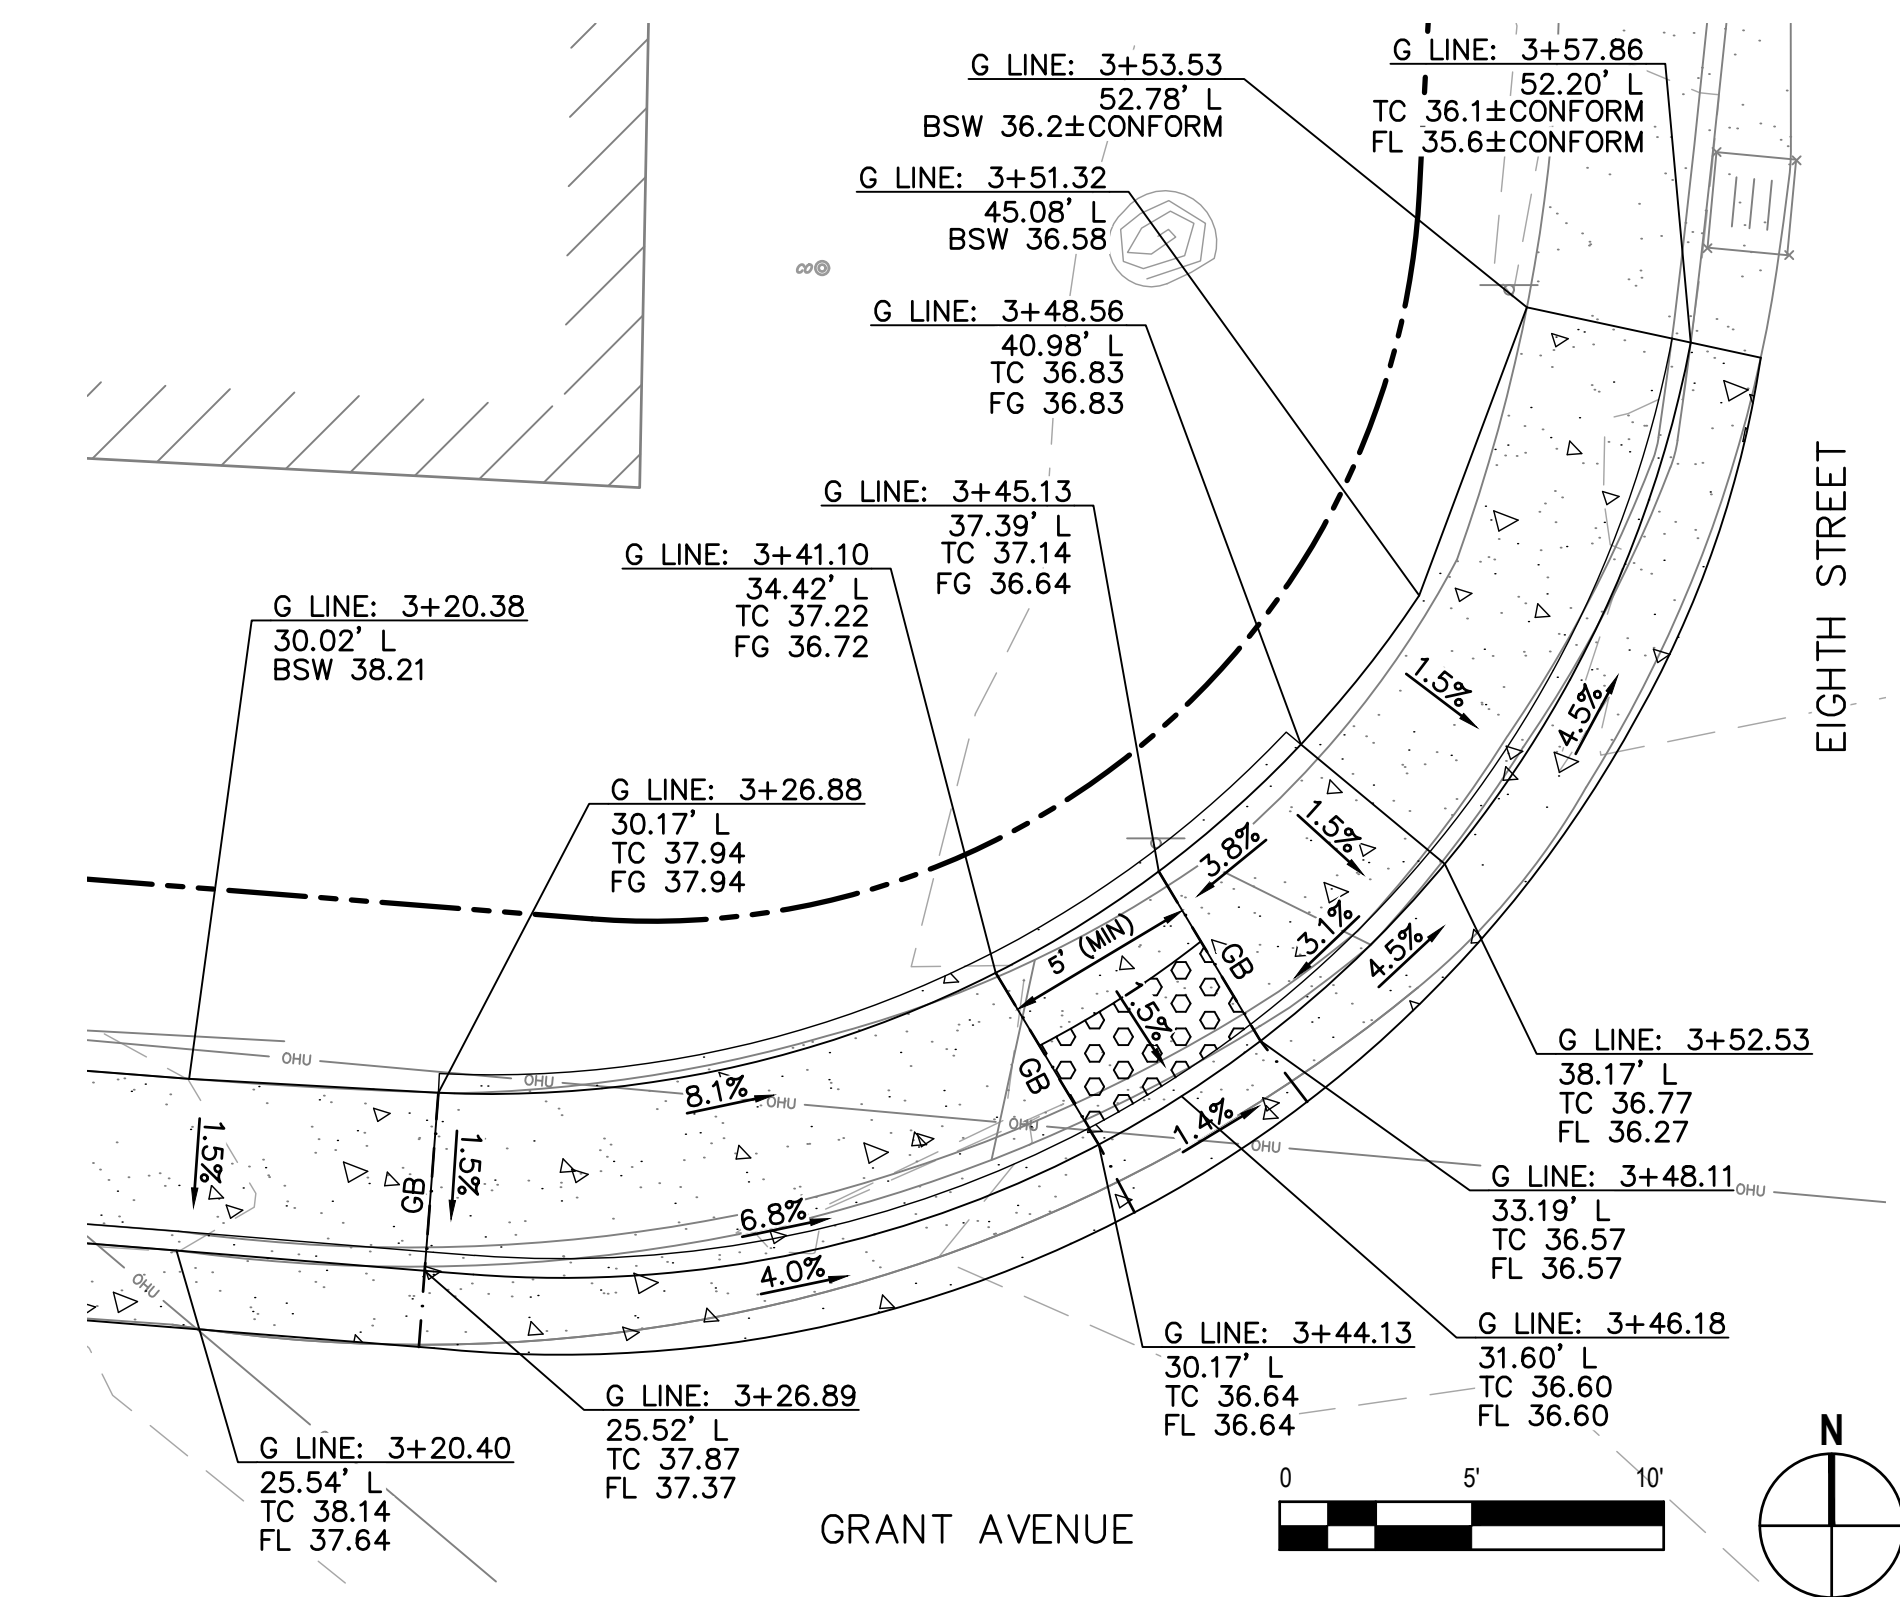 G LINE: 3+53.53
52.78' L
BSW 36.2±CONFORM
G LINE: 3+57.86
52.20' L
TC 36.1±CONFORM
FL 35.6±CONFORM
G LINE: 3+51.32
45.08' L
BSW 36.58
CO
G LINE: 3+48.56
40.98' L
TC 36.83
FG 36.83
G LINE: 3+45.13
37.39' L
TC 37.14
FG 36.64
G LINE: 3+41.10
34.42' L
TC 37.22
FG 36.72
G LINE: 3+20.38
30.02' L
BSW 38.21
EIGHTH STREET
G LINE: 3+26.88
30.17' L
TC 37.94
FG 37.94
1.5%
4.5%
1.5%
3.8%
3.1%
4.5%
5' (MIN)
GB
1.5%
GB
OHU
OHU
OHU
OHU
OHU
OHU
OHU
8.1%
1.4%
1.5%
1.5%
GB
6.8%
4.0%
G LINE: 3+52.53
38.17' L
TC 36.77
FL 36.27
G LINE: 3+48.11
33.19' L
TC 36.57
FL 36.57
G LINE: 3+44.13
30.17' L
TC 36.64
FL 36.64
G LINE: 3+46.18
31.60' L
TC 36.60
FL 36.60
G LINE: 3+26.89
25.52' L
TC 37.87
FL 37.37
G LINE: 3+20.40
25.54' L
TC 38.14
FL 37.64
GRANT AVENUE
0 5' 10'
N